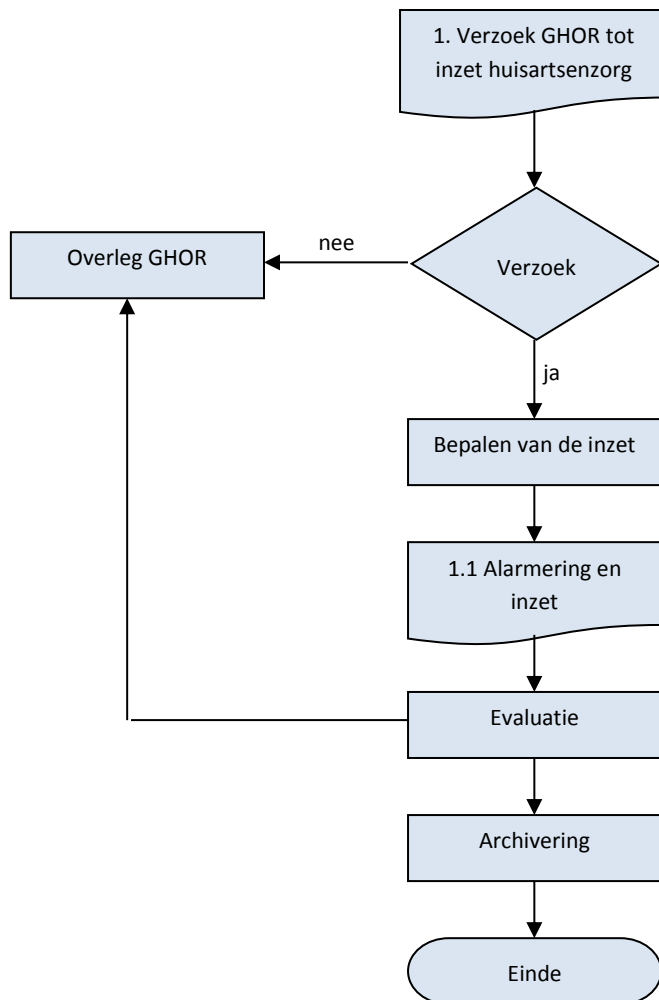 1. Verzoek GHOR tot
inzet huisartsenzorg
Overleg GHOR
nee
Verzoek
ja
Bepalen van de inzet
1.1 Alarmering en
inzet
Evaluatie
Archivering
Einde